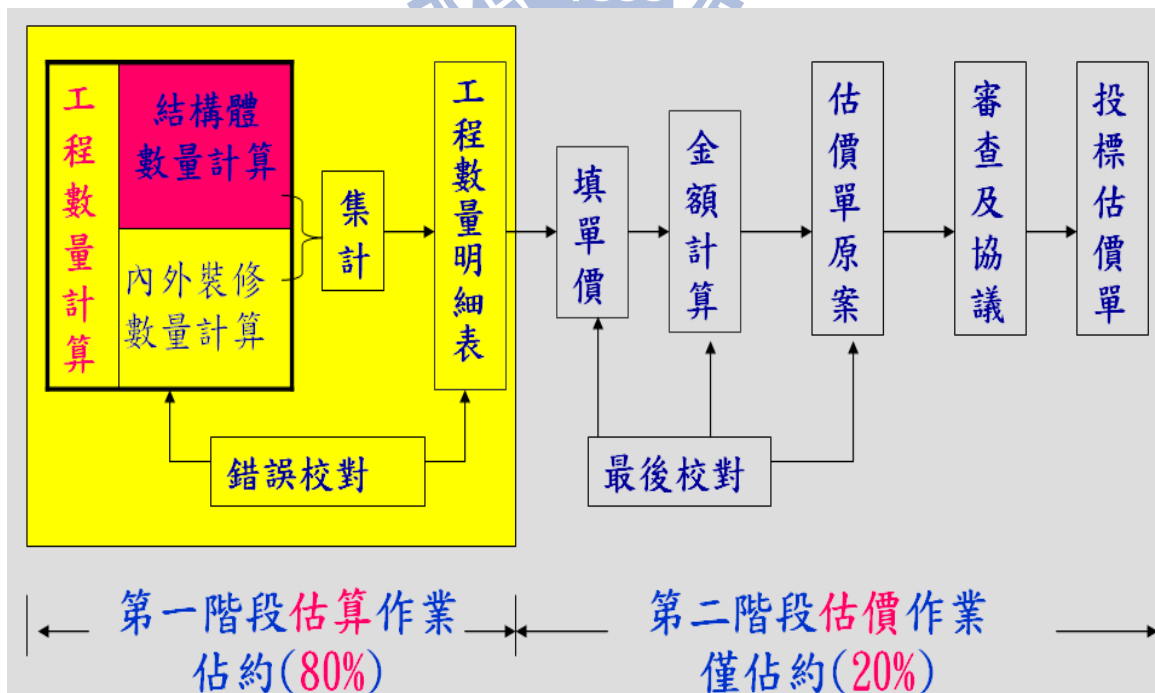 工程數量計算
結構體
數量計算
內外裝修
數量計算
集計
工程數量明細表
填單價
金額計算
估價單原案
審查及協議
投標估價單
錯誤校對
最後校對
第一階段估算作業
佔約(80%)
第二階段估價作業
僅佔約(20%)